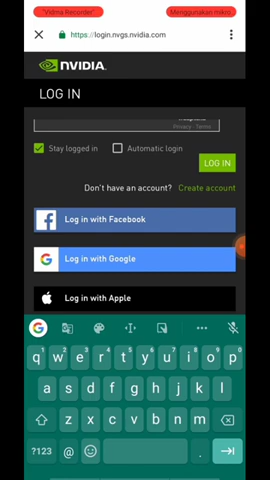 "Vidma Recorder"
Menggunakan mikro
https://login.nvgs.nvidia.com
NVIDIA.
LOG IN
Privacy - Terms
Stay logged in
Automatic login
LOG IN
Don't have an account? Create account
Log in with Facebook
Log in with Google
Log in with Apple
q w e r t y u i o p
a s d f g h j k l
z x c v b n m
?123 @ .